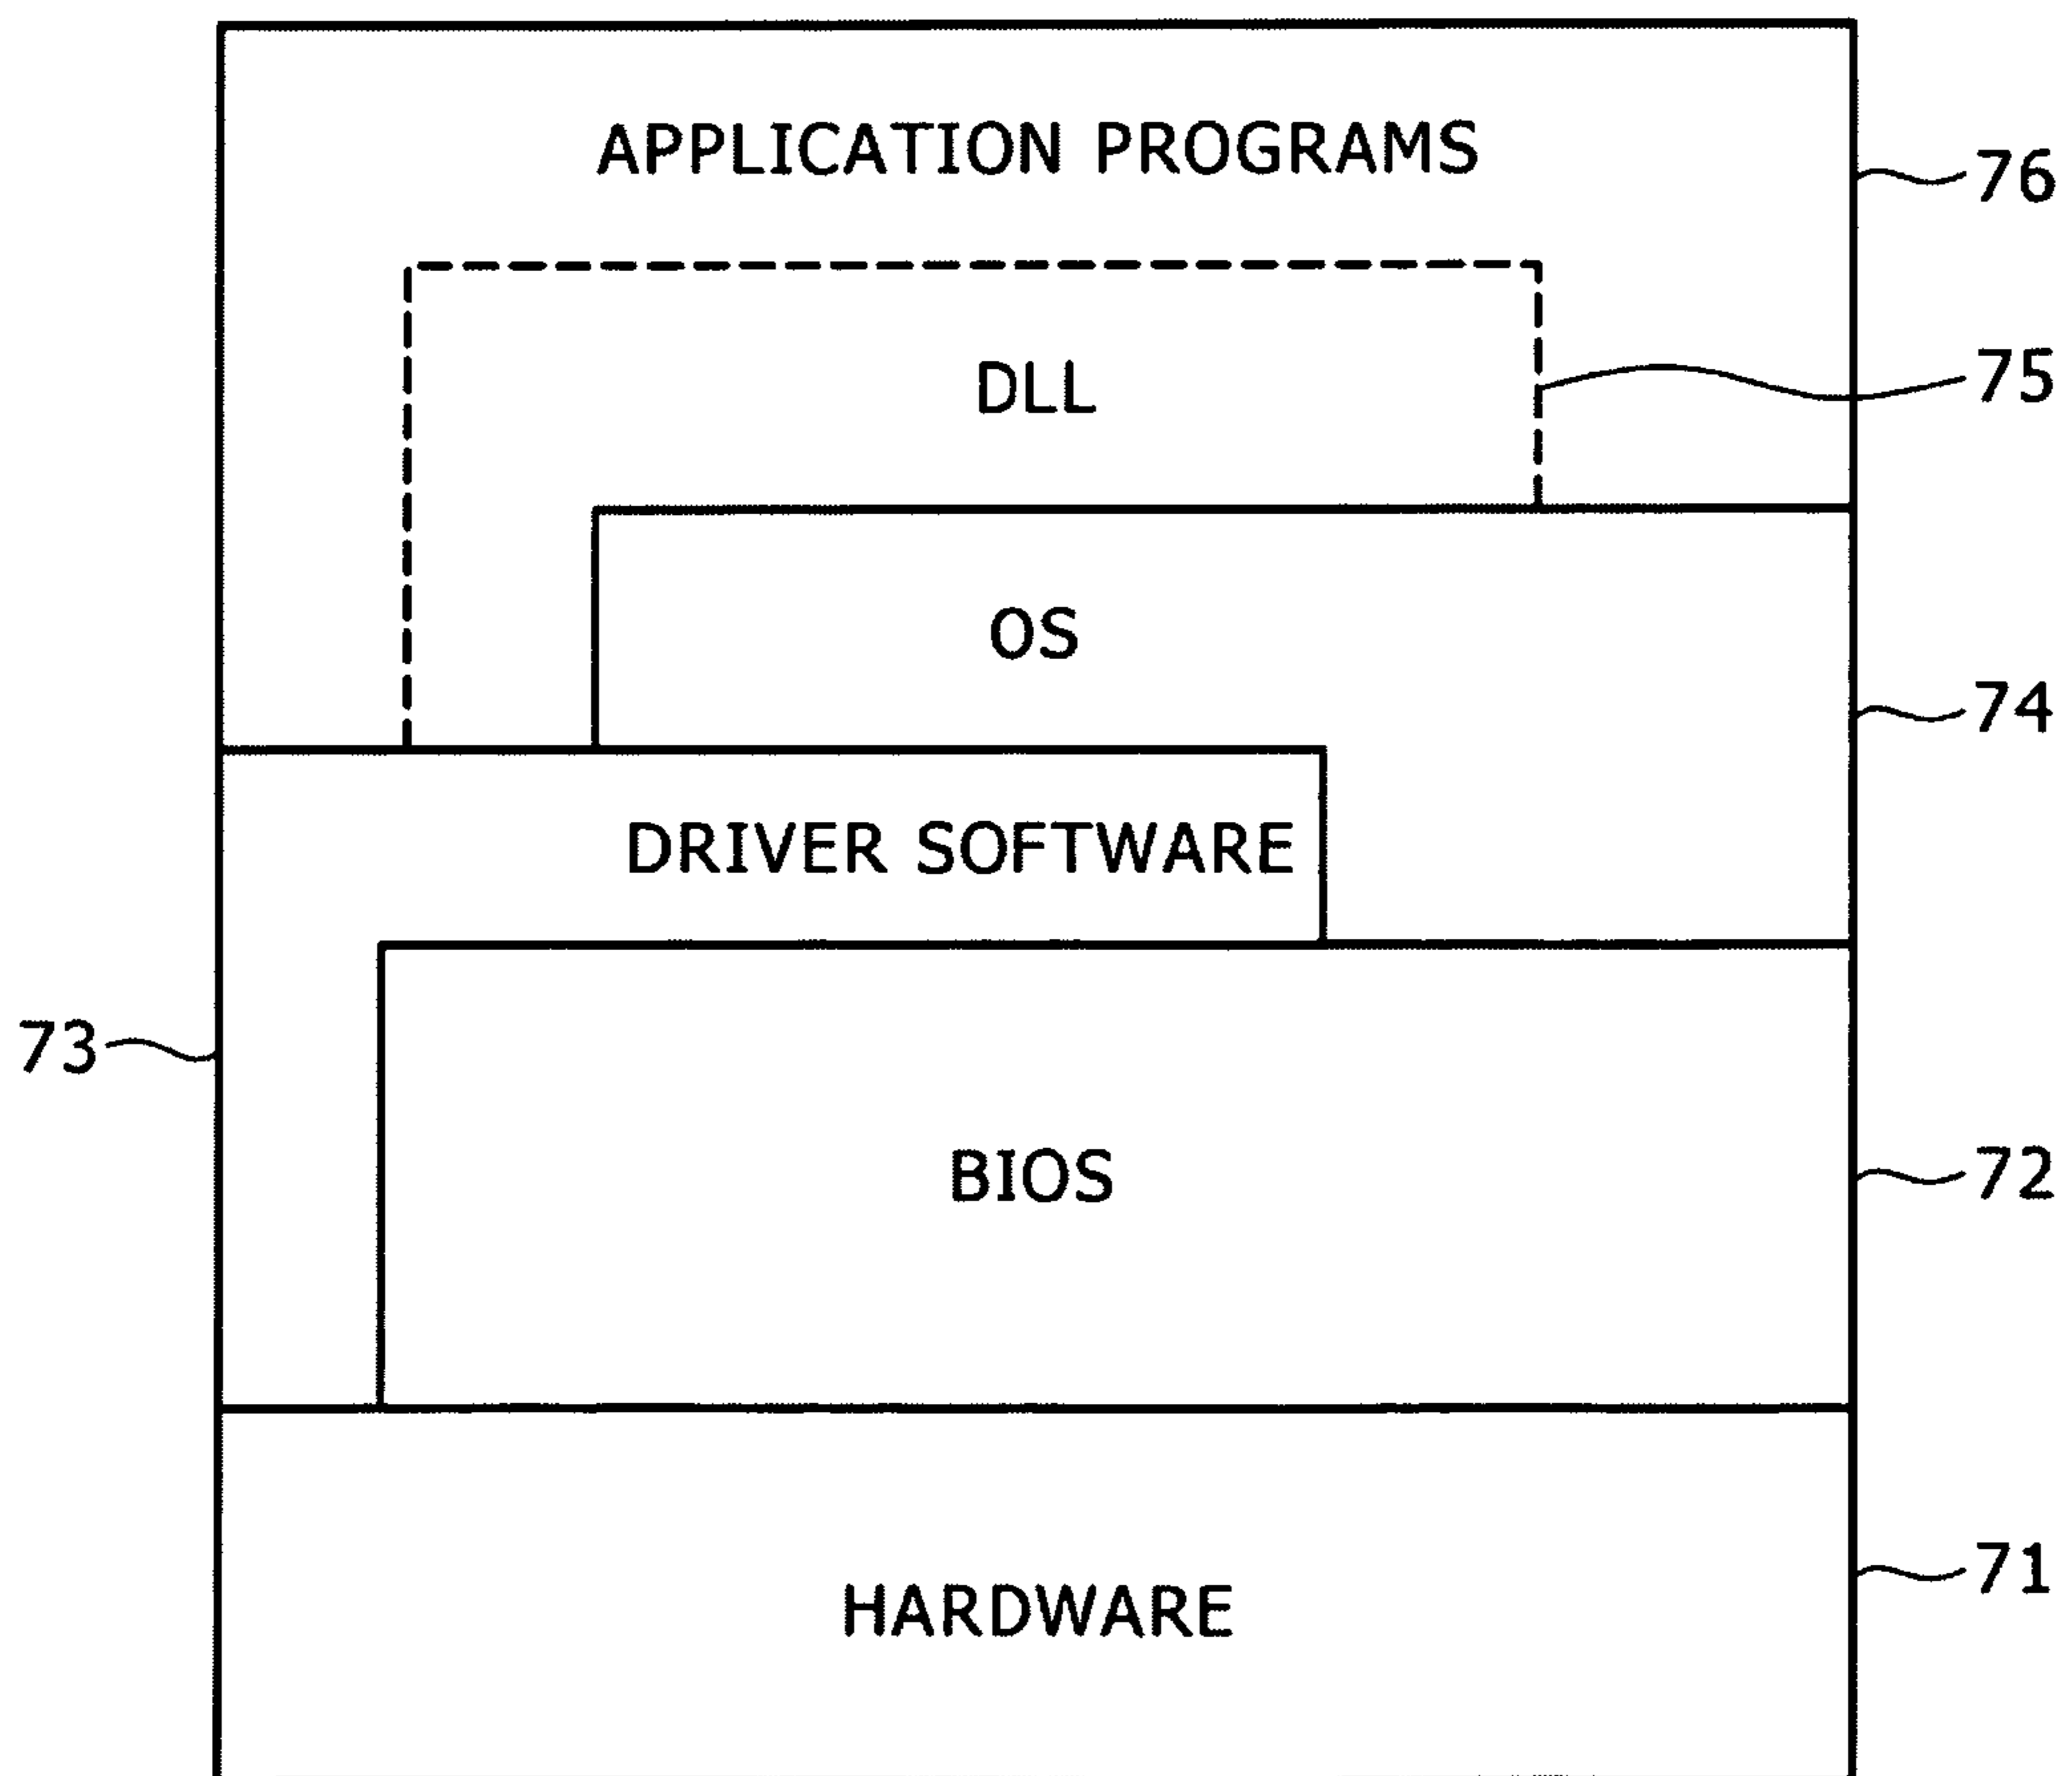 APPLICATION PROGRAMS
76
DLL
75
OS
74
DRIVER SOFTWARE
73
BIOS
72
HARDWARE
71